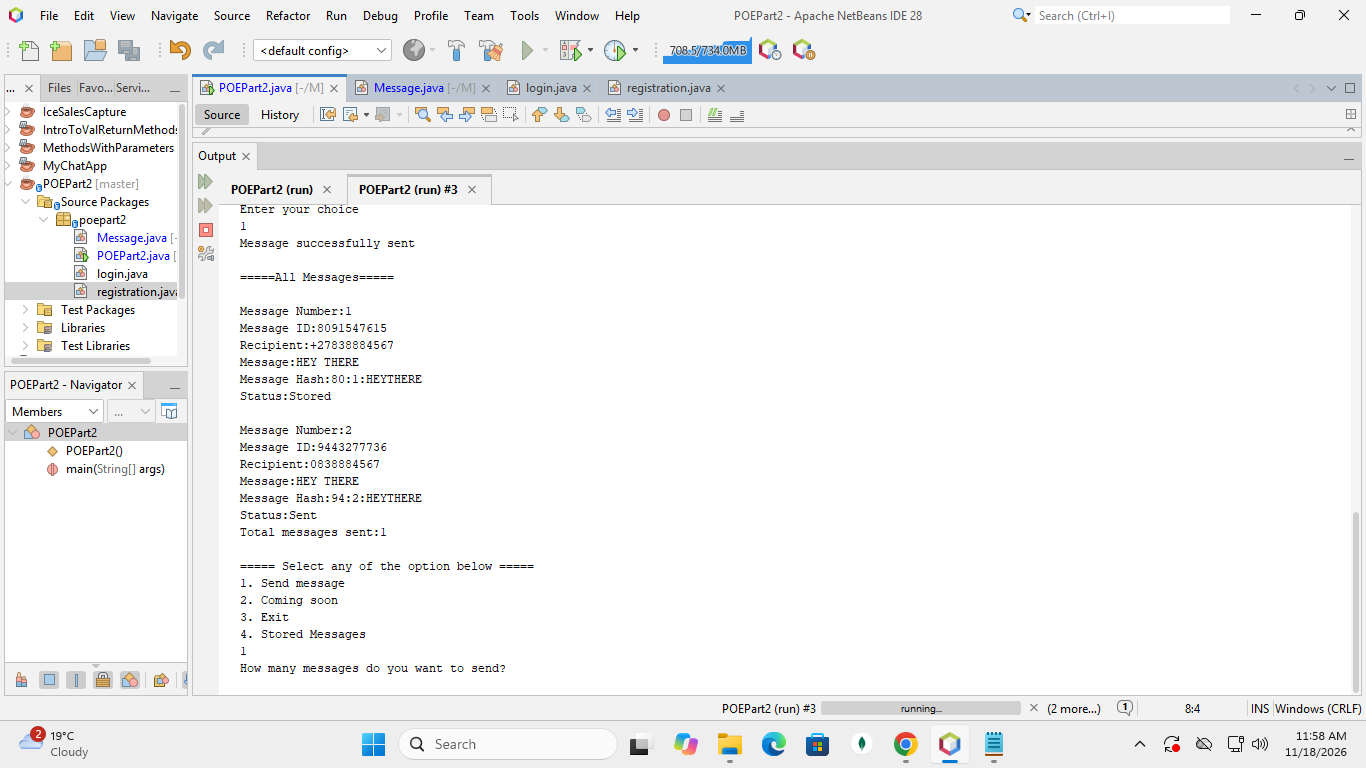 File Edit View Navigate Source Refactor Run Debug Profile Team Tools Window Help
POEPart2 - Apache NetBeans IDE 28
Search (Ctrl+I)
<default config>
708.5/734.0MB
... Files Favo... Servi...
IceSalesCapture
IntroToValReturnMethods
MethodsWithParameters
MyChatApp
POEPart2 [master]
Source Packages
poepart2
Message.java [-
POEPart2.java [
login.java
registration.java
Test Packages
Libraries
Test Libraries
POEPart2 - Navigator
Members
...
POEPart2
POEPart2()
main(String[] args)
POEPart2.java [-/M] Message.java [-/M] login.java registration.java
Source History
Output
POEPart2 (run) POEPart2 (run) #3
Enter your choice
1
Message successfully sent
=====All Messages=====
Message Number:1
Message ID:8091547615
Recipient:+27838884567
Message:HEY THERE
Message Hash:80:1:HEYTHERE
Status:Stored
Message Number:2
Message ID:9443277736
Recipient:0838884567
Message:HEY THERE
Message Hash:94:2:HEYTHERE
Status:Sent
Total messages sent:1
===== Select any of the option below =====
1. Send message
2. Coming soon
3. Exit
4. Stored Messages
1
How many messages do you want to send?
POEPart2 (run) #3 running... (2 more...) 1 8:4 INS Windows (CRLF)
2
19°C
Cloudy
Search
11:58 AM
11/18/2026